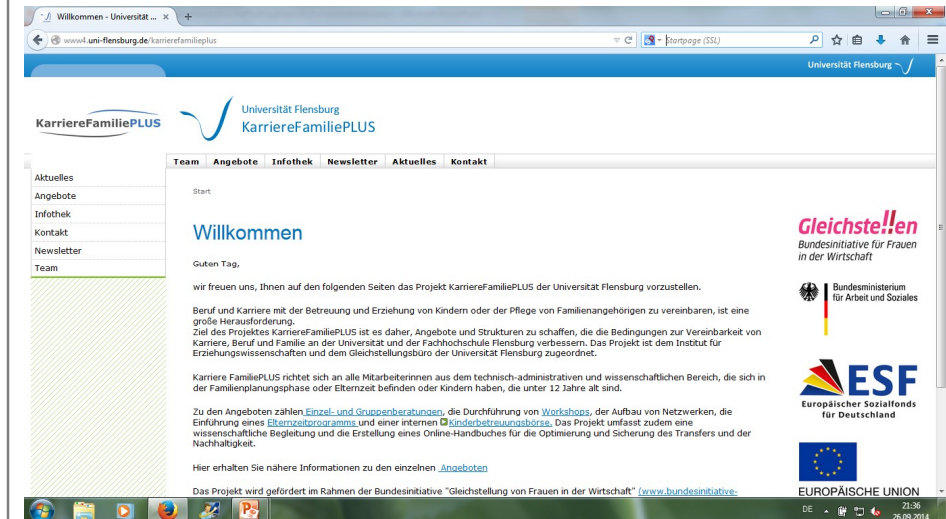 Willkommen - Universität ...
www4.uni-flensburg.de/karrierefamilieplus
Startpage (SSL)
Universität Flensburg
KarriereFamiliePLUS
Universität Flensburg
KarriereFamiliePLUS
Team Angebote Infothek Newsletter Aktuelles Kontakt
Aktuelles
Angebote
Infothek
Kontakt
Newsletter
Team
Start
Willkommen
Guten Tag,
wir freuen uns, Ihnen auf den folgenden Seiten das Projekt KarriereFamiliePLUS der Universität Flensburg vorzustellen.
Beruf und Karriere mit der Betreuung und Erziehung von Kindern oder der Pflege von Familienangehörigen zu vereinbaren, ist eine
große Herausforderung.
Ziel des Projektes KarriereFamiliePLUS ist es daher, Angebote und Strukturen zu schaffen, die die Bedingungen zur Vereinbarkeit von
Karriere, Beruf und Familie an der Universität und der Fachhochschule Flensburg verbessern. Das Projekt ist dem Institut für
Erziehungswissenschaften und dem Gleichstellungsbüro der Universität Flensburg zugeordnet.
Karriere FamiliePLUS richtet sich an alle Mitarbeiterinnen aus dem technisch-administrativen und wissenschaftlichen Bereich, die sich in
der Familienplanungsphase oder Elternzeit befinden oder Kindern haben, die unter 12 Jahre alt sind.
Zu den Angeboten zählen Einzel- und Gruppenberatungen, die Durchführung von Workshops, der Aufbau von Netzwerken, die
Einführung eines Elternzeitprogramms und einer internen Kinderbetreuungsbörse. Das Projekt umfasst zudem eine
wissenschaftliche Begleitung und die Erstellung eines Online-Handbuches für die Optimierung und Sicherung des Transfers und der
Nachhaltigkeit.
Hier erhalten Sie nähere Informationen zu den einzelnen Angeboten
Das Projekt wird gefördert im Rahmen der Bundesinitiative "Gleichstellung von Frauen in der Wirtschaft" (www.bundesinitiative-
Gleichstellen
Bundesinitiative für Frauen
in der Wirtschaft
Bundesministerium
für Arbeit und Soziales
ESF
Europäischer Sozialfonds
für Deutschland
EUROPÄISCHE UNION
DE
21:36
26.09.2014